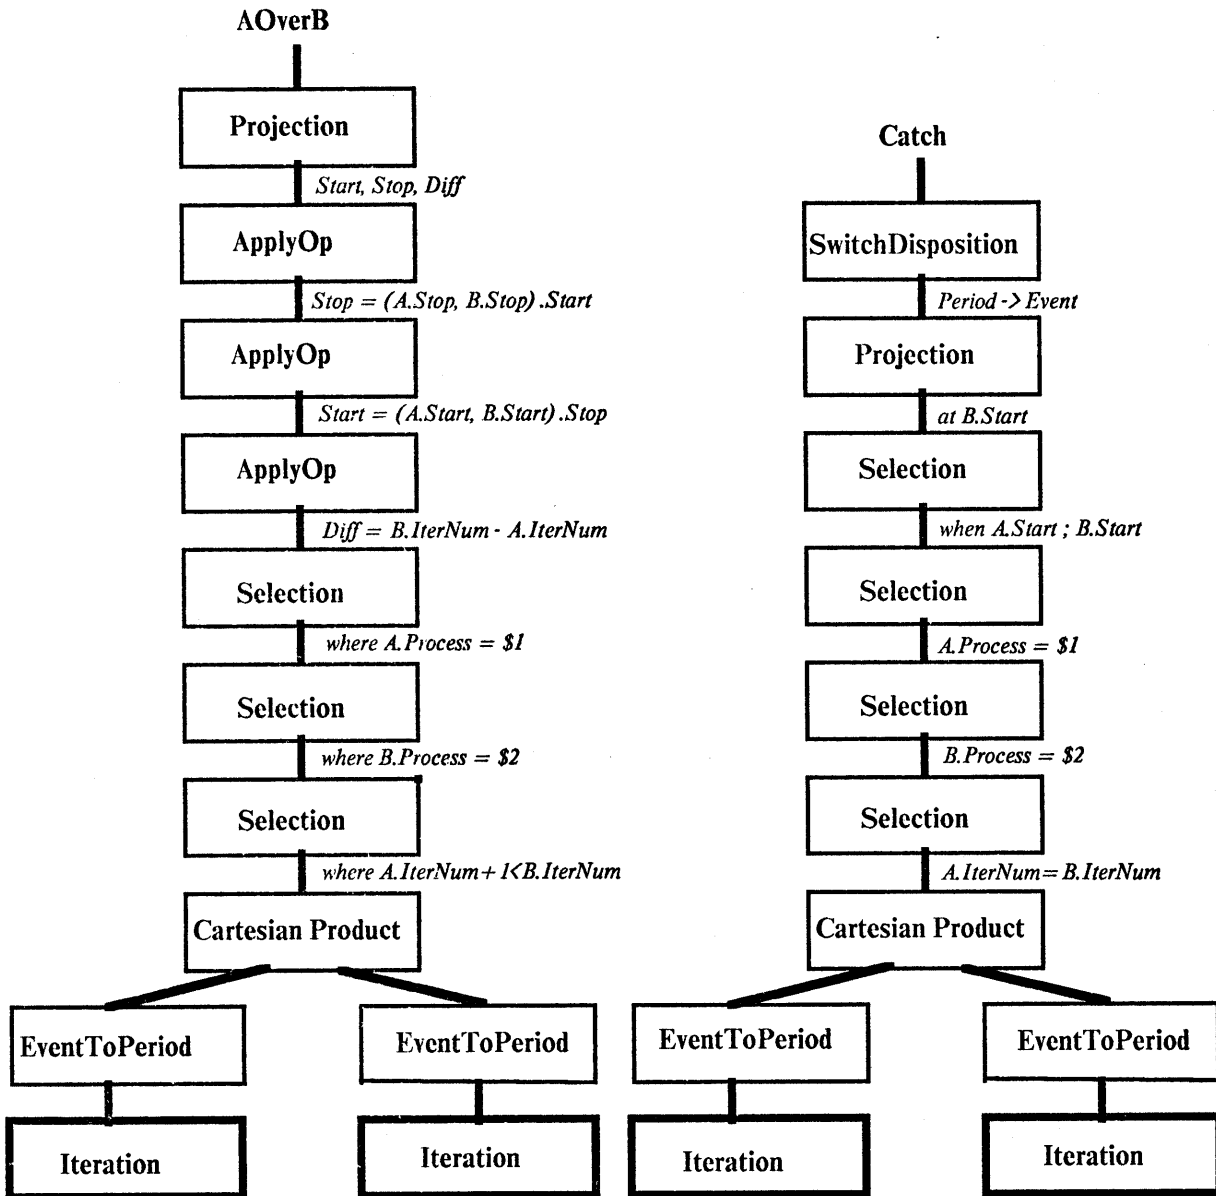 AOverB
Projection
Start, Stop, Diff
ApplyOp
Stop = (A.Stop, B.Stop).Start
ApplyOp
Start = (A.Start, B.Start).Stop
ApplyOp
Diff = B.IterNum - A.IterNum
Selection
where A.Process = $1
Selection
where B.Process = $2
Selection
where A.IterNum+1<B.IterNum
Cartesian Product
EventToPeriod
EventToPeriod
Iteration
Iteration
Catch
SwitchDisposition
Period -> Event
Projection
at B.Start
Selection
when A.Start ; B.Start
Selection
A.Process = $1
Selection
B.Process = $2
Selection
A.IterNum=B.IterNum
Cartesian Product
EventToPeriod
EventToPeriod
Iteration
Iteration